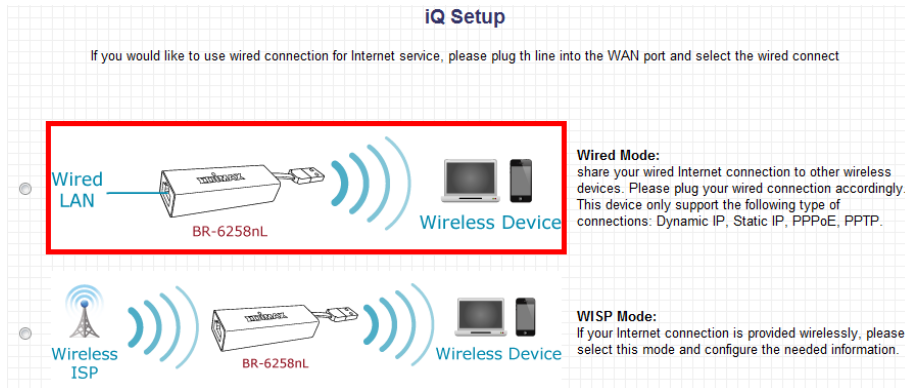 iQ Setup
If you would like to use wired connection for Internet service, please plug th line into the WAN port and select the wired connect
Wired
LAN
EDIMAX
BR-6258nL
Wireless Device
Wired Mode:
share your wired Internet connection to other wireless
devices. Please plug your wired connection accordingly.
This device only support the following type of
connections: Dynamic IP, Static IP, PPPoE, PPTP.
Wireless
ISP
EDIMAX
BR-6258nL
Wireless Device
WISP Mode:
If your Internet connection is provided wirelessly, please
select this mode and configure the needed information.